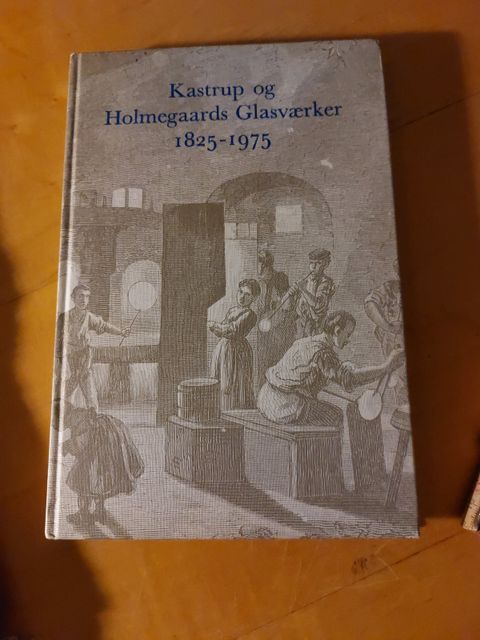 Kastrup og
Holmegaards Glasværker
1825-1975